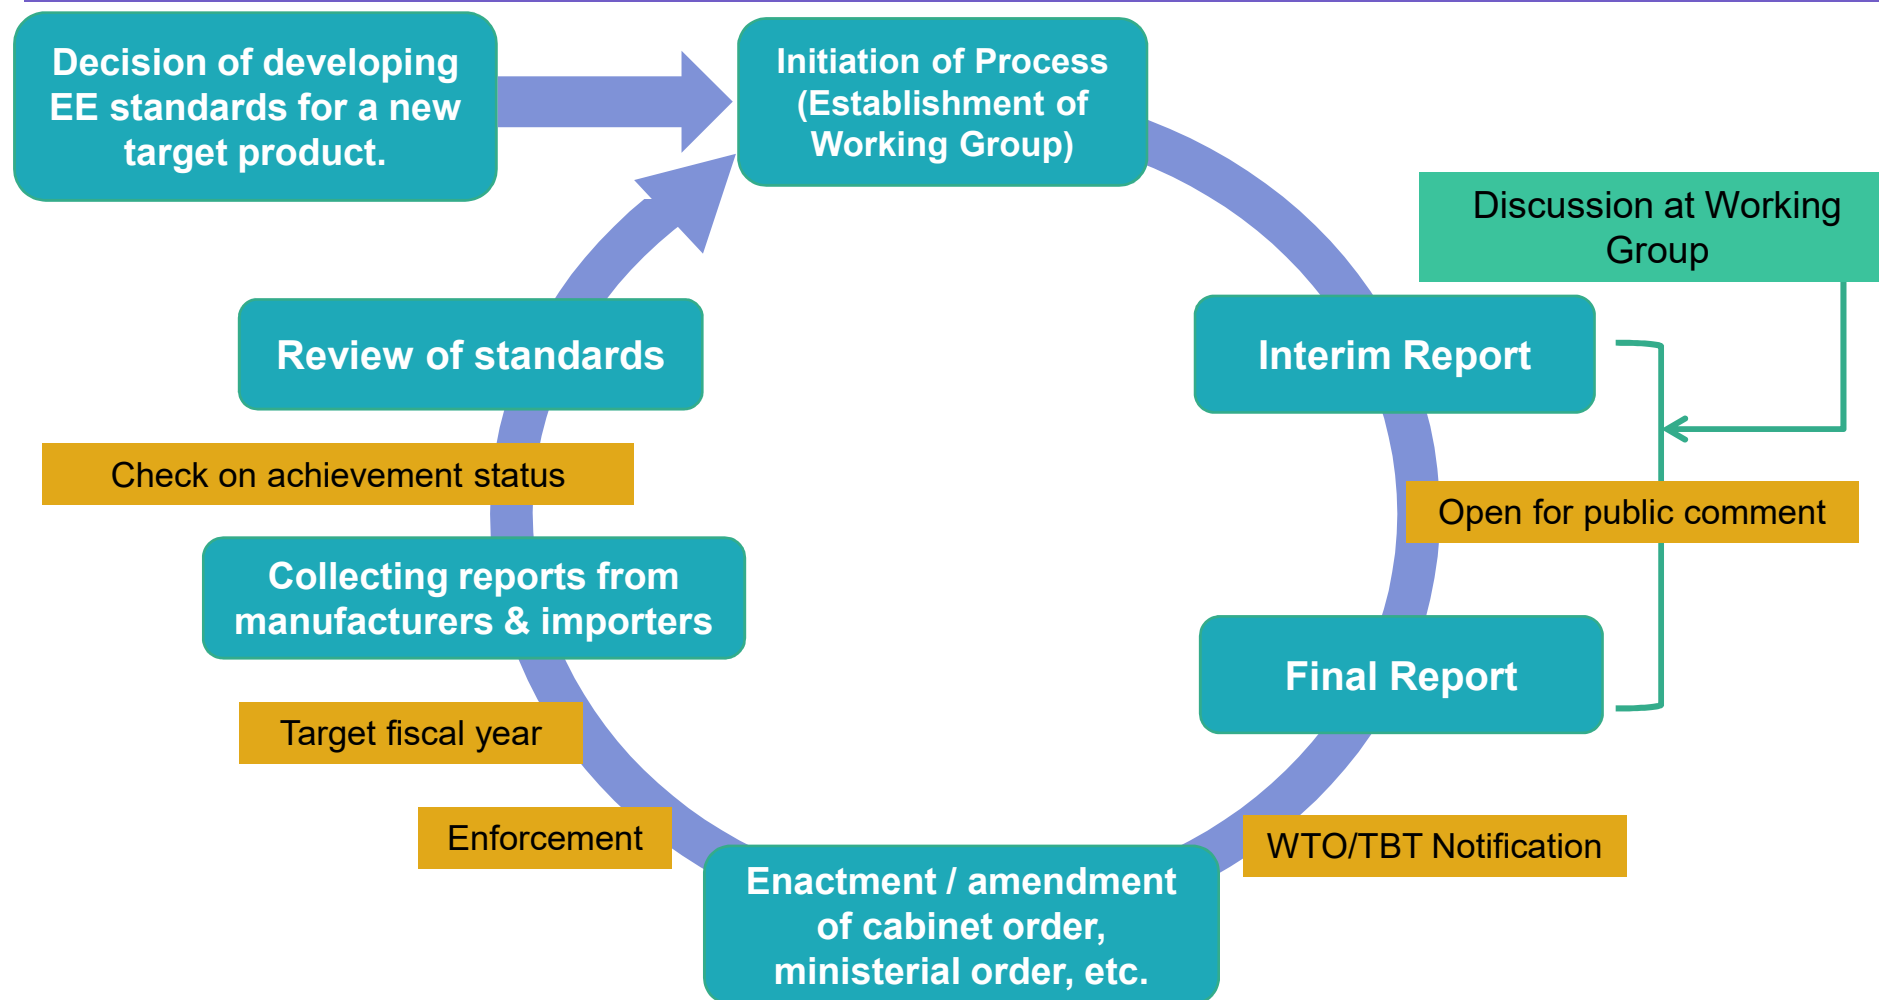 Decision of developing
EE standards for a new
target product.
Initiation of Process
(Establishment of
Working Group)
Discussion at Working
Group
Review of standards
Interim Report
Check on achievement status
Open for public comment
Collecting reports from
manufacturers & importers
Final Report
Target fiscal year
Enforcement
WTO/TBT Notification
Enactment / amendment
of cabinet order,
ministerial order, etc.